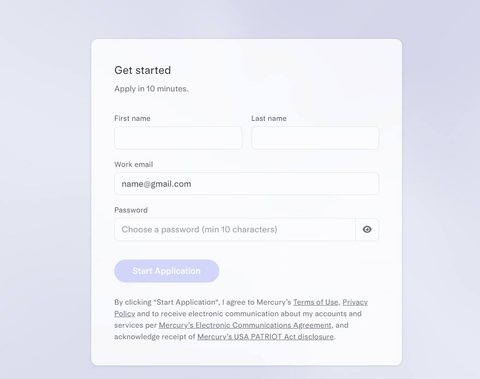 Get started
Apply in 10 minutes.
First name
Last name
Work email
name@gmail.com
Password
Choose a password (min 10 characters)
Start Application
By clicking "Start Application", I agree to Mercury's Terms of Use, Privacy
Policy and to receive electronic communication about my accounts and
services per Mercury's Electronic Communications Agreement, and
acknowledge receipt of Mercury's USA PATRIOT Act disclosure.